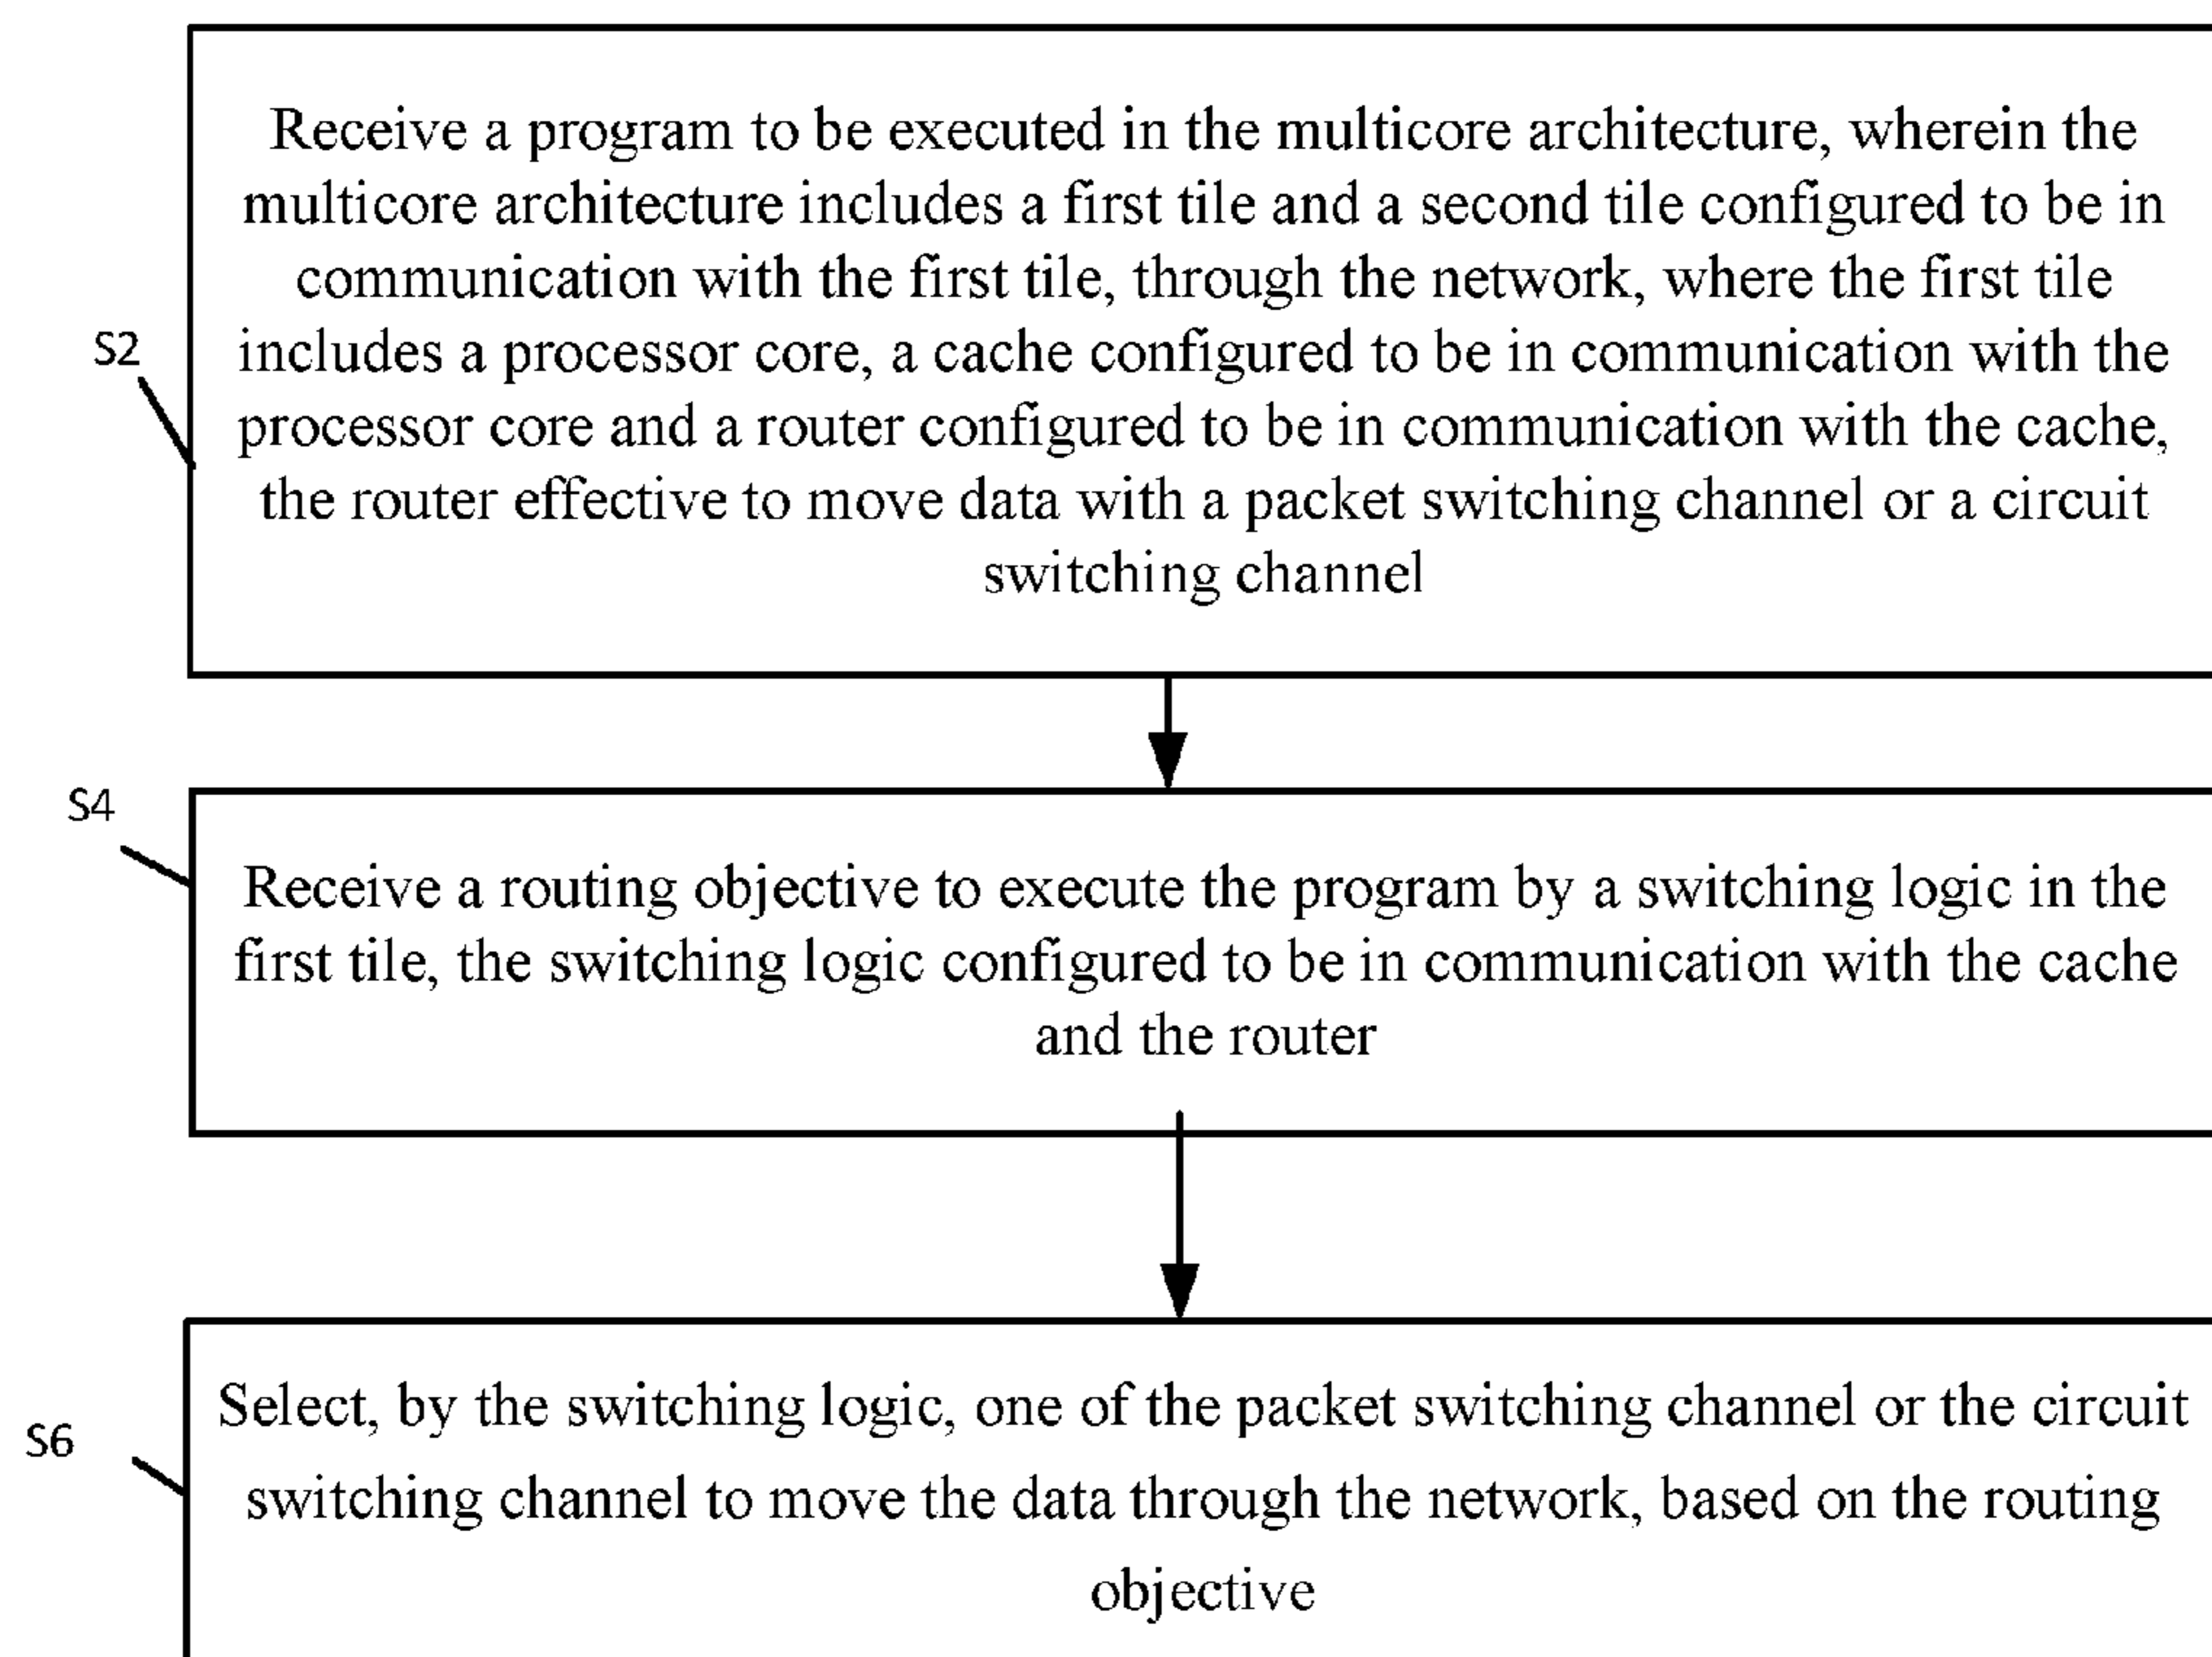 Receive a program to be executed in the multicore architecture, wherein the
multicore architecture includes a first tile and a second tile configured to be in
communication with the first tile, through the network, where the first tile
includes a processor core, a cache configured to be in communication with the
processor core and a router configured to be in communication with the cache,
the router effective to move data with a packet switching channel or a circuit
switching channel
S2
S4
Receive a routing objective to execute the program by a switching logic in the
first tile, the switching logic configured to be in communication with the cache
and the router
S6
Select, by the switching logic, one of the packet switching channel or the circuit
switching channel to move the data through the network, based on the routing
objective